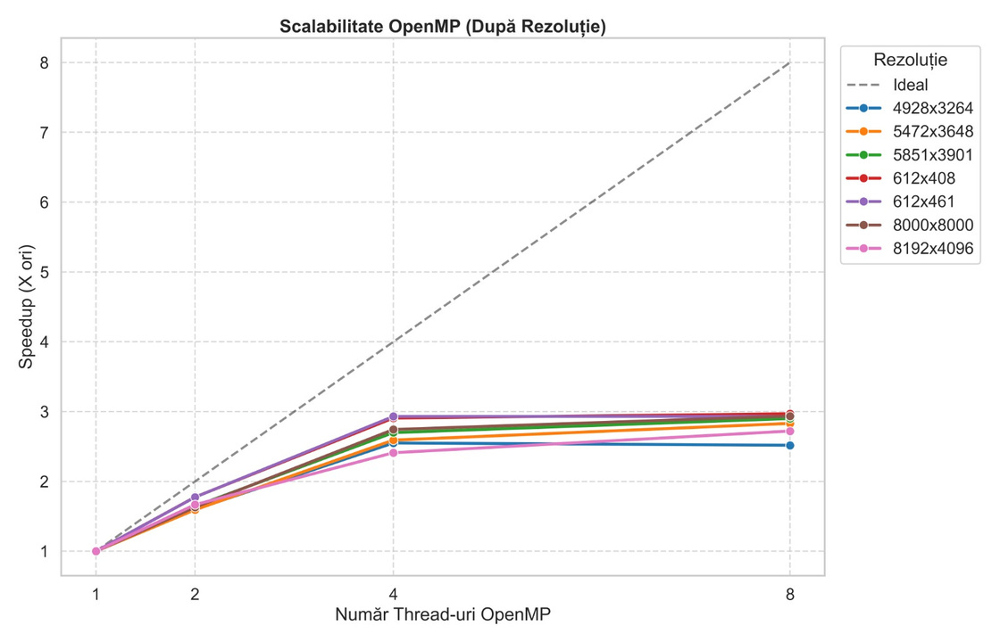 Scalabilitate OpenMP (După Rezoluție)
8
7
6
5
4
3
2
1
Speedup (X ori)
1 2 4 8
Număr Thread-uri OpenMP
Rezoluție
Ideal
4928x3264
5472x3648
5851x3901
612x408
612x461
8000x8000
8192x4096